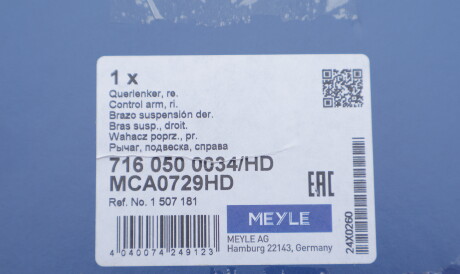 1 x
Querlenker, re.
Control arm, ri.
Brazo suspensión der.
Bras susp., droit.
Wahacz poprz., pr.
Рычаг, подвеска, справа
716 050 0034/HD
MCA0729HD
Ref. No. 1 507 181
EAC
MEYLE
MEYLE AG
Hamburg 22143, Germany
4 040074 249123
24X0260